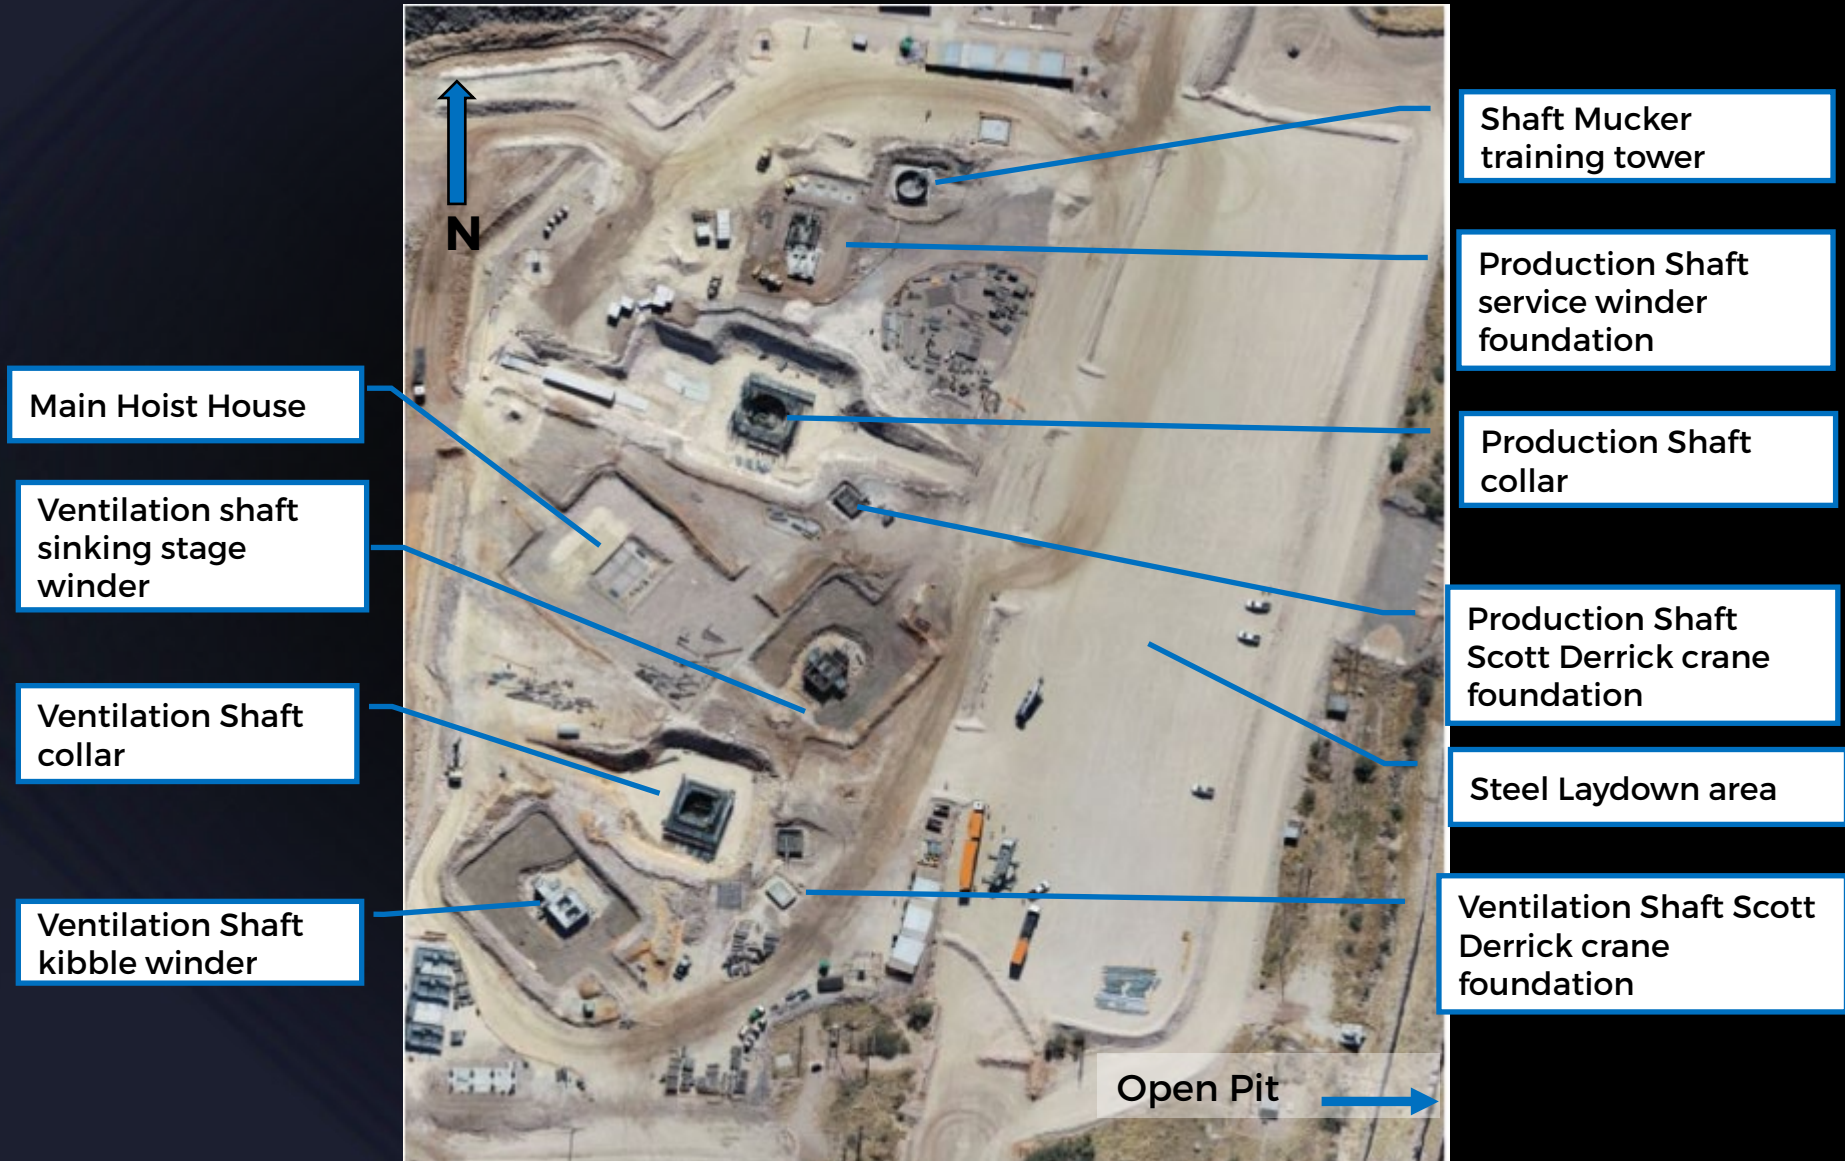 N
Main Hoist House
Ventilation shaft
sinking stage
winder
Ventilation Shaft
collar
Ventilation Shaft
kibble winder
Shaft Mucker
training tower
Production Shaft
service winder
foundation
Production Shaft
collar
Production Shaft
Scott Derrick crane
foundation
Steel Laydown area
Ventilation Shaft Scott
Derrick crane
foundation
Open Pit